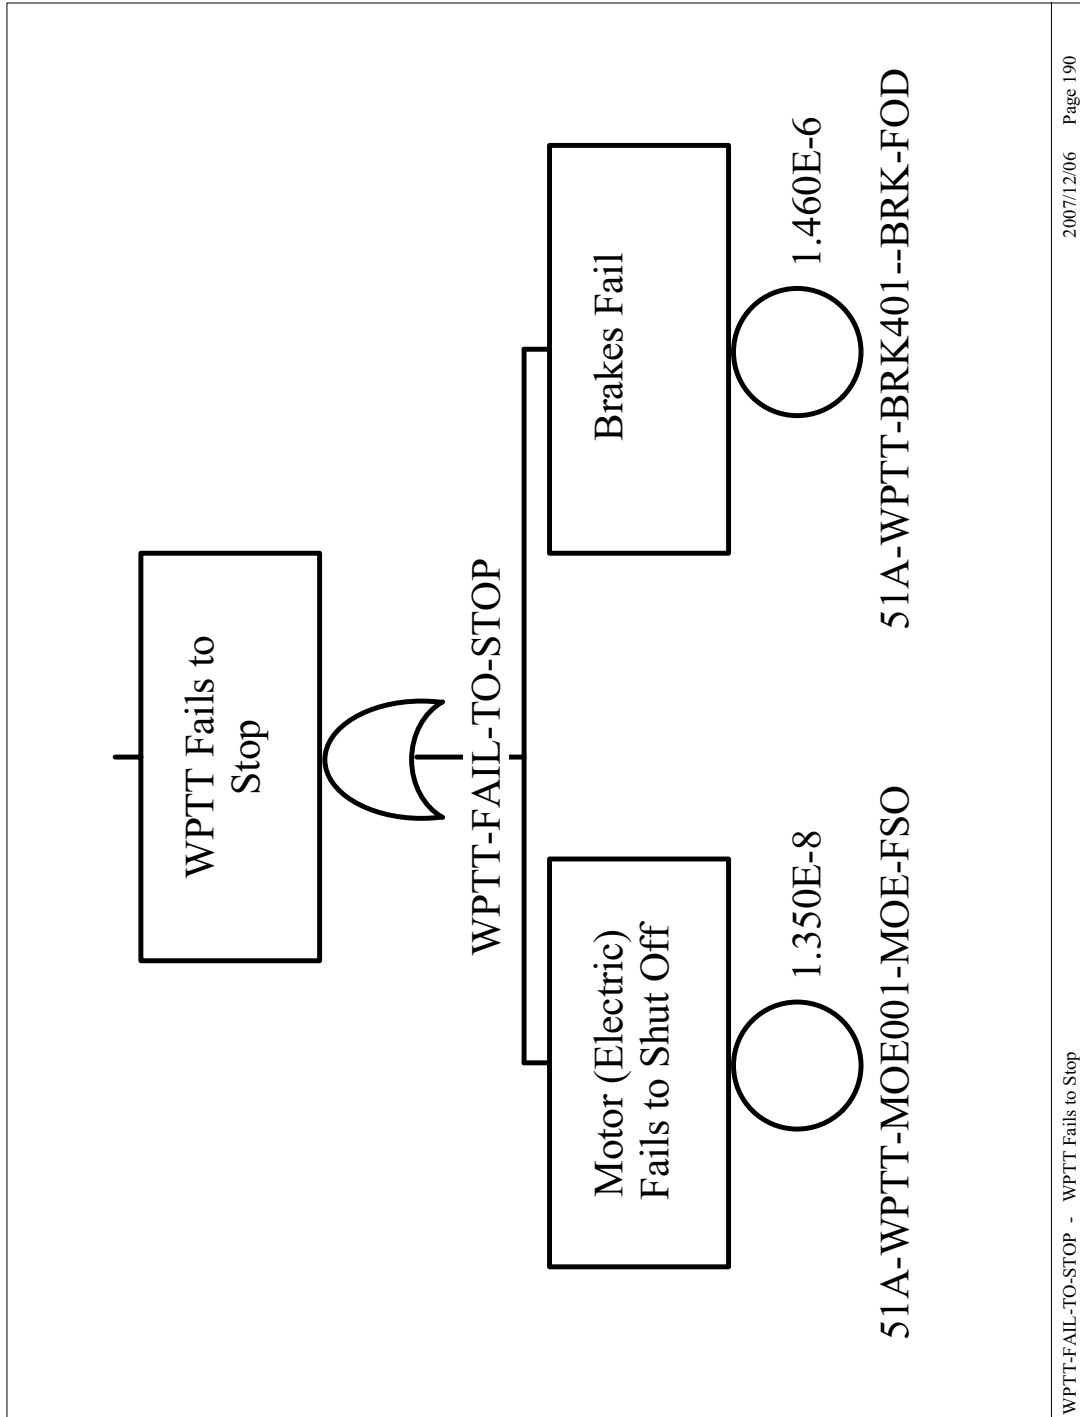 WPTT Fails to
Stop
WPTT-FAIL-TO-STOP
Motor (Electric)
Fails to Shut Off
1.350E-8
51A-WPTT-MOE001-MOE-FSO
Brakes Fail
1.460E-6
51A-WPTT-BRK401--BRK-FOD
WPTT-FAIL-TO-STOP - WPTT Fails to Stop
2007/12/06 Page 190